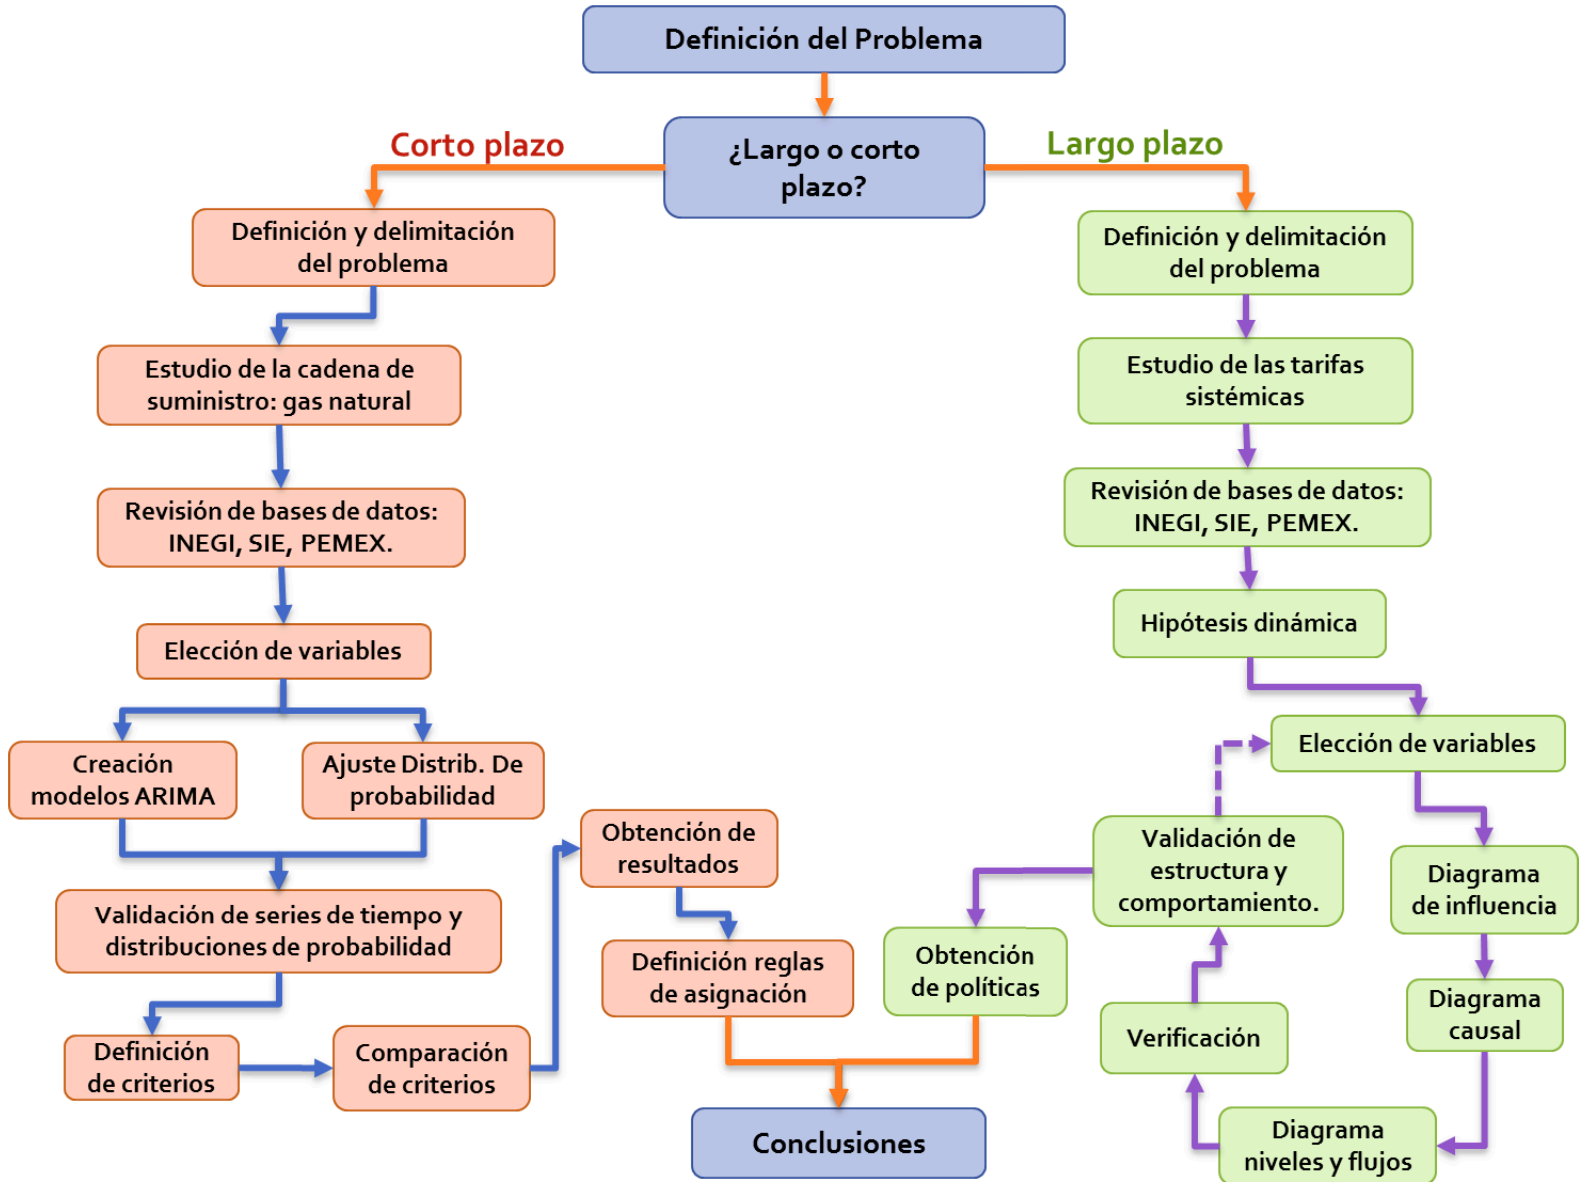 Definición del Problema
¿Largo o corto
plazo?
Corto plazo
Largo plazo
Definición y delimitación
del problema
Estudio de la cadena de
suministro: gas natural
Revisión de bases de datos:
INEGI, SIE, PEMEX.
Elección de variables
Creación
modelos ARIMA
Ajuste Distrib. De
probabilidad
Validación de series de tiempo y
distribuciones de probabilidad
Definición
de criterios
Comparación
de criterios
Obtención de
resultados
Definición reglas
de asignación
Definición y delimitación
del problema
Estudio de las tarifas
sistémicas
Revisión de bases de datos:
INEGI, SIE, PEMEX.
Hipótesis dinámica
Elección de variables
Diagrama
de influencia
Diagrama
causal
Diagrama
niveles y flujos
Verificación
Validación de
estructura y
comportamiento.
Obtención
de políticas
Conclusiones